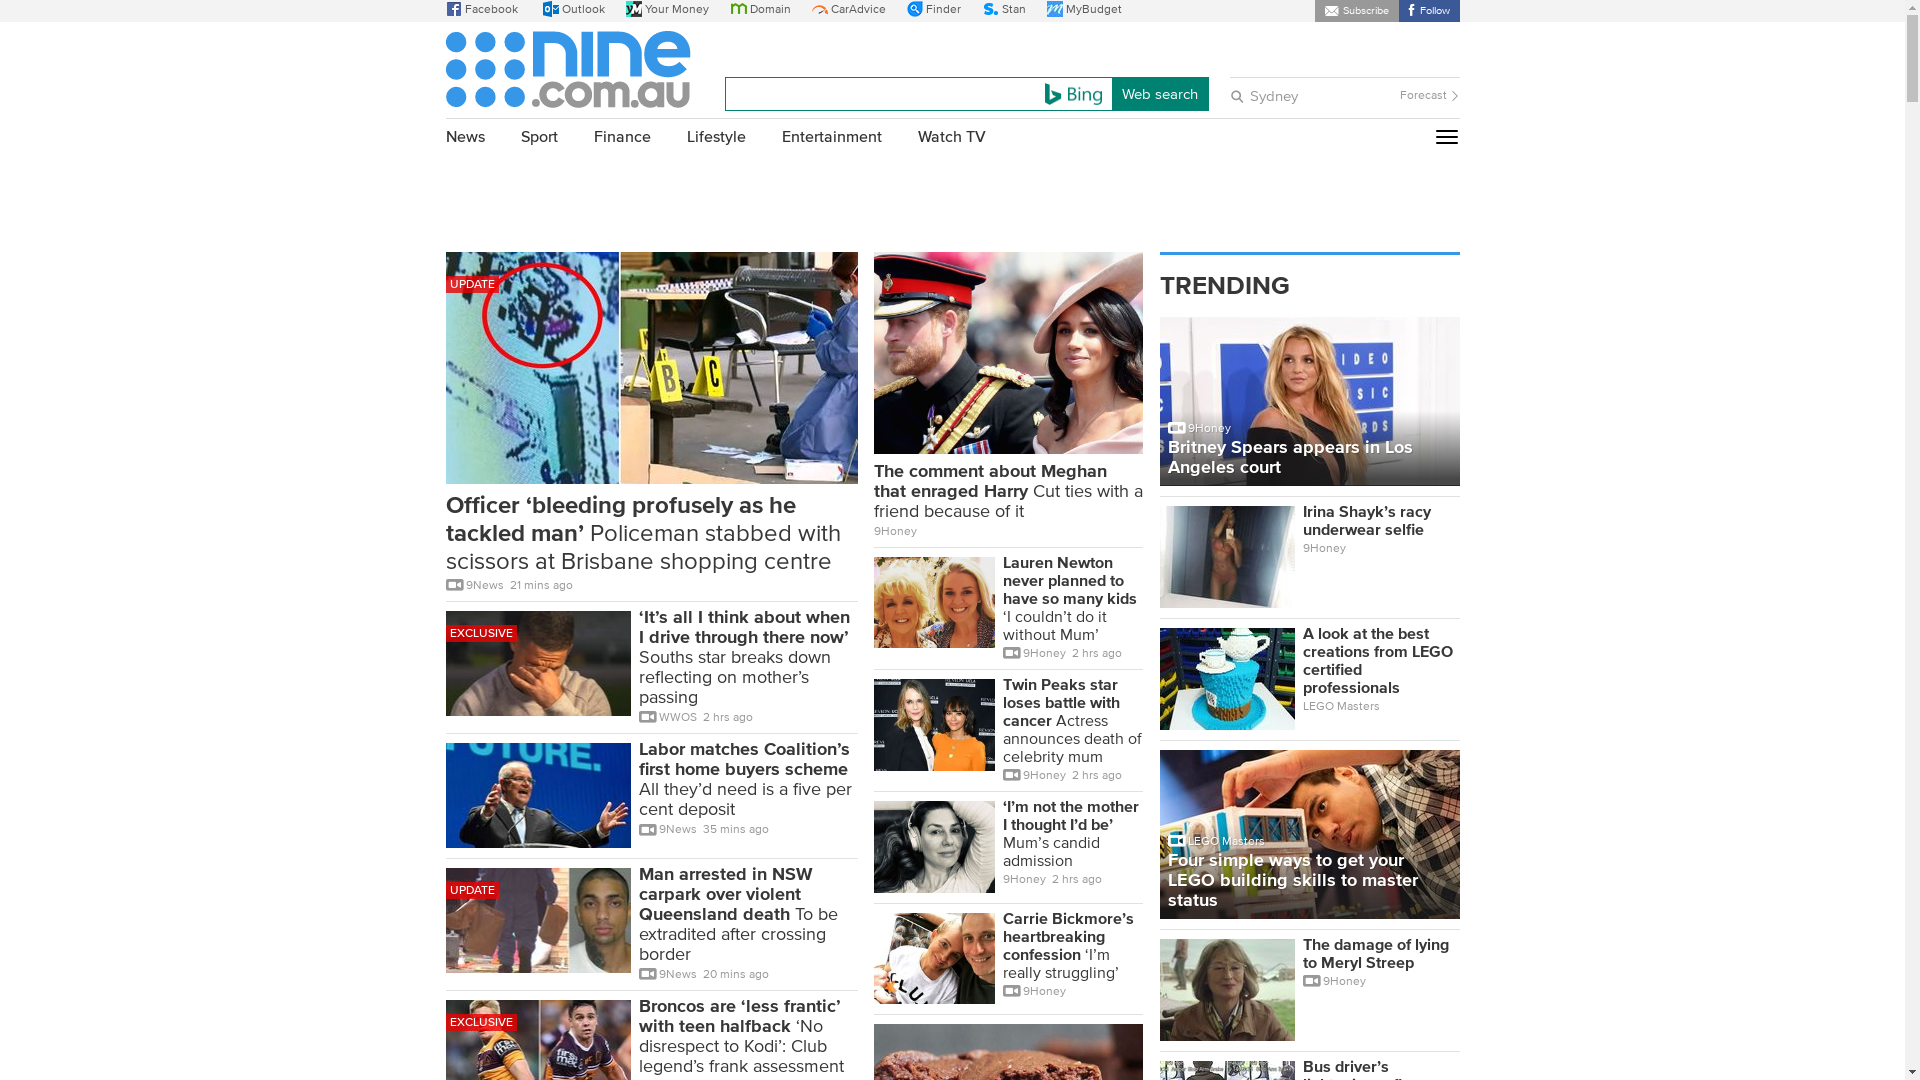 Facebook
Outlook
Your Money
Domain
CarAdvice
Finder
Stan
MyBudget
Subscribe
Follow
nine
.com.au
Bing
Web search
Sydney
Forecast
News
Sport
Finance
Lifestyle
Entertainment
Watch TV
UPDATE
B
C
Officer ‘bleeding profusely as he
tackled man’ Policeman stabbed with
scissors at Brisbane shopping centre
9News 21 mins ago
EXCLUSIVE
‘It’s all I think about when
I drive through there now’
Souths star breaks down
reflecting on mother’s
passing
WWOS 2 hrs ago
FUTURE.
Labor matches Coalition’s
first home buyers scheme
All they’d need is a five per
cent deposit
9News 35 mins ago
UPDATE
Man arrested in NSW
carpark over violent
Queensland death To be
extradited after crossing
border
9News 20 mins ago
EXCLUSIVE
Broncos are ‘less frantic’
with teen halfback ‘No
disrespect to Kodi’: Club
legend’s frank assessment
The comment about Meghan
that enraged Harry Cut ties with a
friend because of it
9Honey
Lauren Newton
never planned to
have so many kids
‘I couldn’t do it
without Mum’
9Honey 2 hrs ago
Twin Peaks star
loses battle with
cancer Actress
announces death of
celebrity mum
9Honey 2 hrs ago
‘I’m not the mother
I thought I’d be’
Mum’s candid
admission
9Honey 2 hrs ago
Carrie Bickmore’s
heartbreaking
confession ‘I’m
really struggling’
9Honey
TRENDING
VIDEO
MUSIC
9Honey
Britney Spears appears in Los
Angeles court
Irina Shayk’s racy
underwear selfie
9Honey
A look at the best
creations from LEGO
certified
professionals
LEGO Masters
LEGO Masters
Four simple ways to get your
LEGO building skills to master
status
The damage of lying
to Meryl Streep
9Honey
Bus driver’s